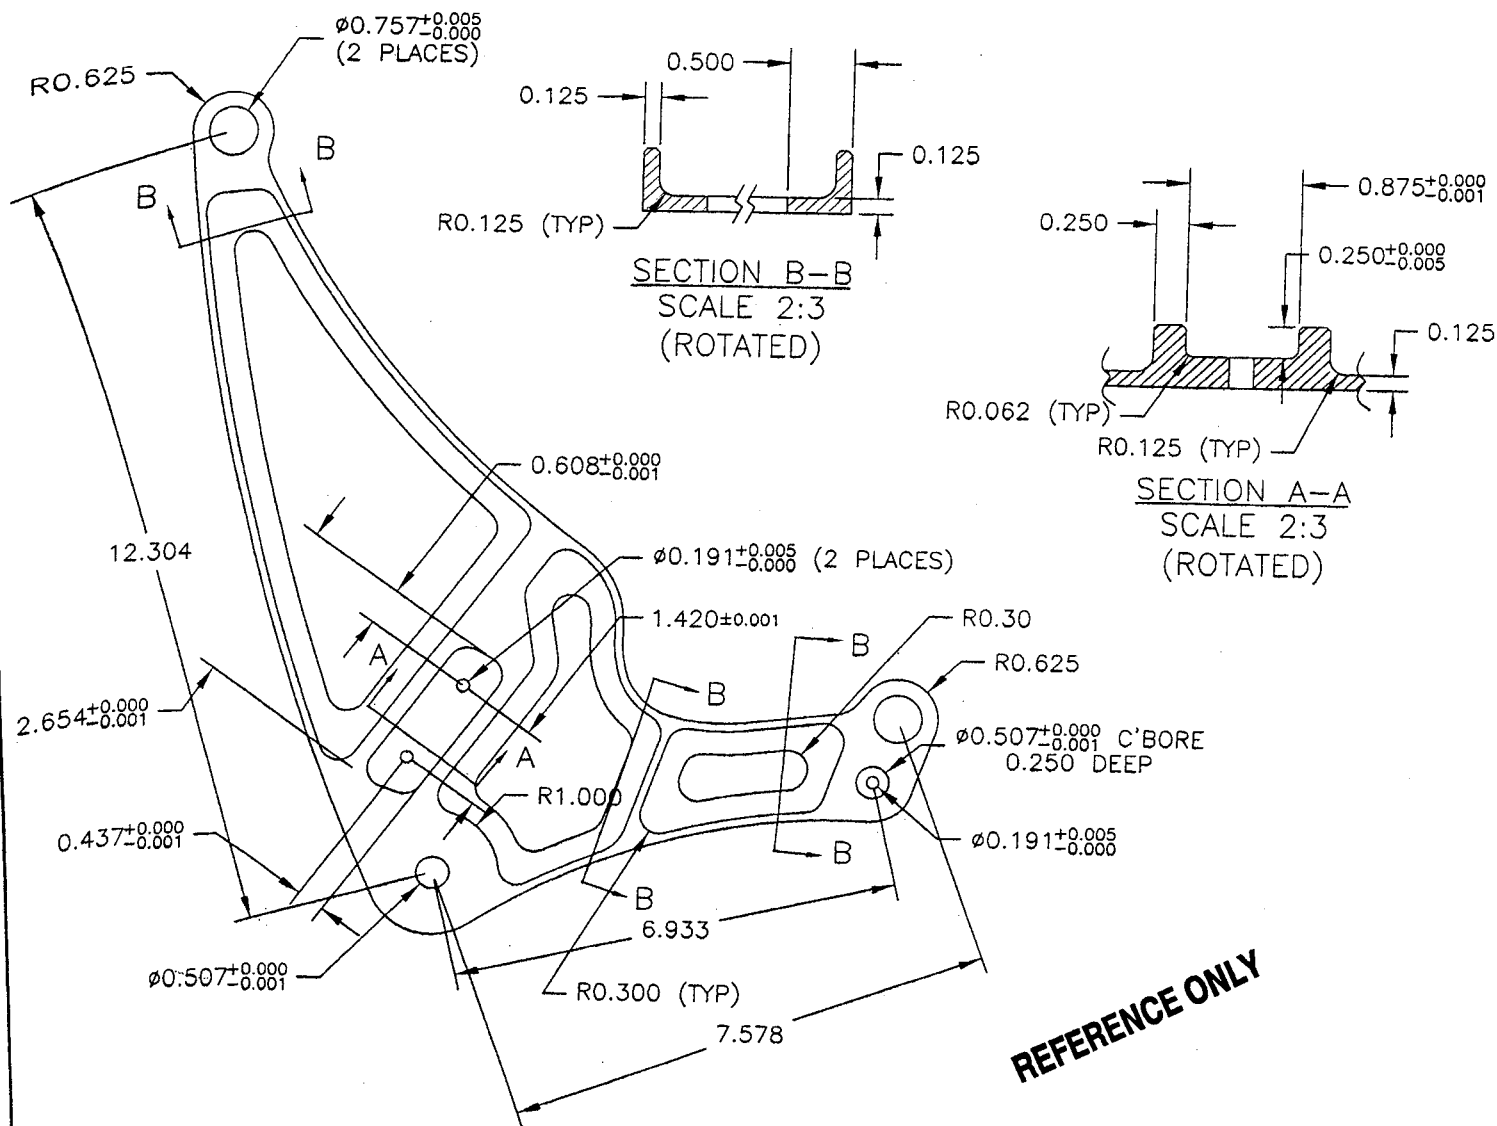 ø0.757+0.005
-0.000
(2 PLACES)
R0.625
B
B
12.304
0.608+0.000
-0.001
ø0.191+0.005
-0.000 (2 PLACES)
1.420±0.001
A
A
2.654+0.000
-0.001
0.437+0.000
-0.001
ø0.507+0.000
-0.001
R1.000
B
B
B
B
R0.30
R0.625
ø0.507+0.000
-0.001 C'BORE
0.250 DEEP
ø0.191+0.005
-0.000
6.933
R0.300 (TYP)
7.578
0.500
0.125
0.125
R0.125 (TYP)
SECTION B-B
SCALE 2:3
(ROTATED)
0.875+0.000
-0.001
0.250
0.250+0.000
-0.005
0.125
R0.062 (TYP)
R0.125 (TYP)
SECTION A-A
SCALE 2:3
(ROTATED)
REFERENCE ONLY